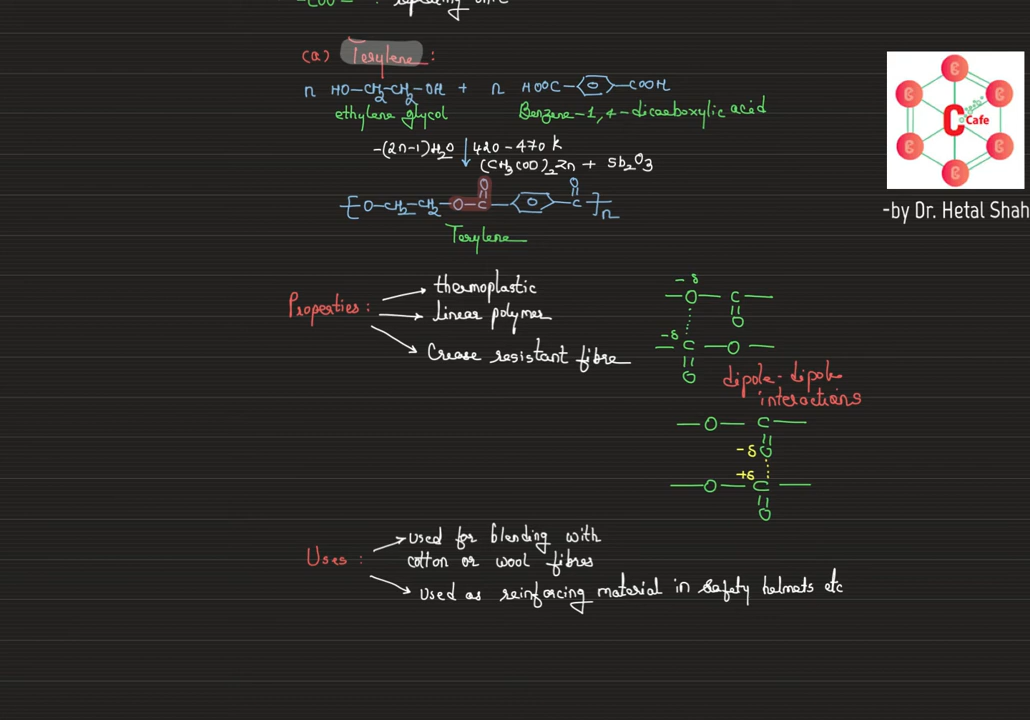 -COO- : repeating unit
(a) Terylene :
n HO-CH2-CH2-OH + n HOOC- -COOH
ethylene glycol Benzene-1,4-dicarboxylic acid
-(2n-1)H2O 420-470 K
(CH3COO)2Zn + Sb2O3
O O
[O-CH2-CH2-O-C- -C]n
Terylene
Properties :
thermoplastic
linear polymer
Crease resistant fibre
-δ
-O-C-
O
-δ
-C-O-
O
dipole-dipole
interactions
-O-C-
-δ O
+δ
-O-C-
O
Uses :
used for blending with
cotton or wool fibres
used as reinforcing material in safety helmets etc
B
B B
C Cafe
B B
B
-by Dr. Hetal Shah